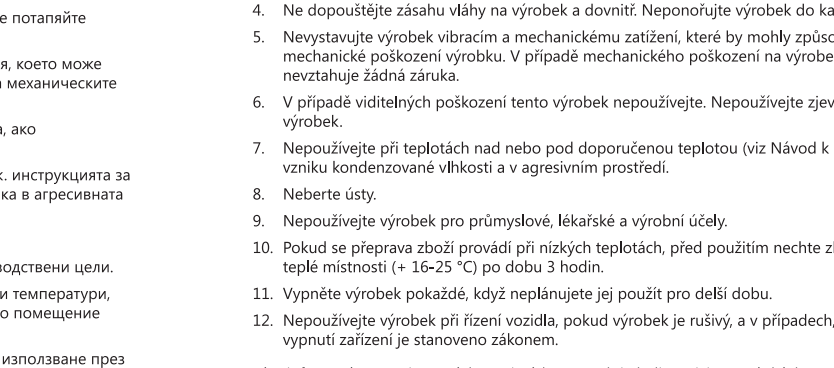 е потапяйте
я, което може
а механическите
а, ако
к. инструкцията за
ка в агресивната
водствени цели.
и температури,
о помещение
използване през
4. Ne dopouštějte zásahu vláhy na výrobek a dovnitř. Neponořujte výrobek do ka
5. Nevystavujte výrobek vibracím a mechanickému zatížení, které by mohly způso
mechanické poškození výrobku. V případě mechanického poškození na výrobe
nevztahuje žádná záruka.
6. V případě viditelných poškození tento výrobek nepoužívejte. Nepoužívejte zjev
výrobek.
7. Nepoužívejte při teplotách nad nebo pod doporučenou teplotou (viz Návod k
vzniku kondenzované vlhkosti a v agresivním prostředí.
8. Neberte ústy.
9. Nepoužívejte výrobek pro průmyslové, lékařské a výrobní účely.
10. Pokud se přeprava zboží provádí při nízkých teplotách, před použitím nechte z
teplé místnosti (+ 16-25 °C) po dobu 3 hodin.
11. Vypněte výrobek pokaždé, když neplánujete jej použít pro delší dobu.
12. Nepoužívejte výrobek při řízení vozidla, pokud výrobek je rušivý, a v případech,
vypnutí zařízení je stanoveno zákonem.